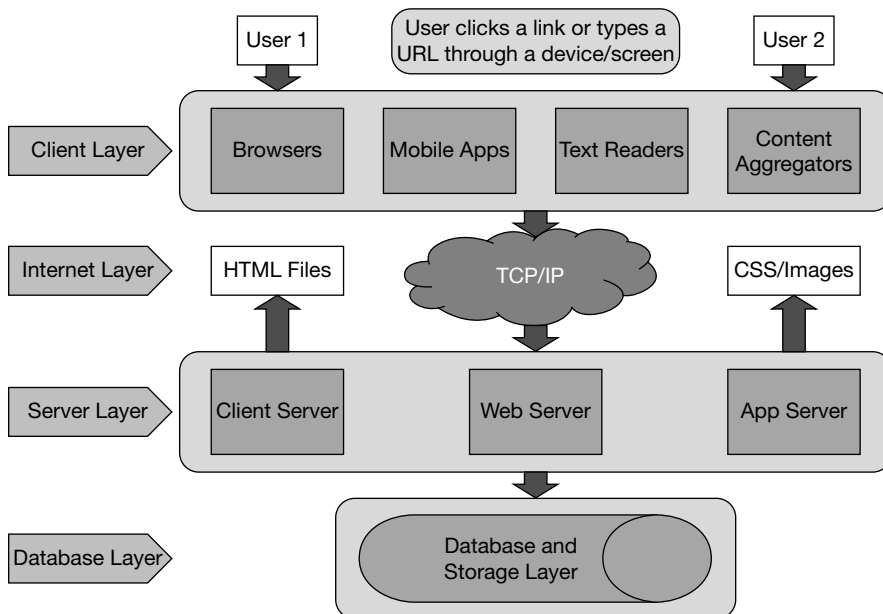 User 1
User clicks a link or types a
URL through a device/screen
User 2
Client Layer
Browsers
Mobile Apps
Text Readers
Content
Aggregators
Internet Layer
HTML Files
TCP/IP
CSS/Images
Server Layer
Client Server
Web Server
App Server
Database Layer
Database and
Storage Layer